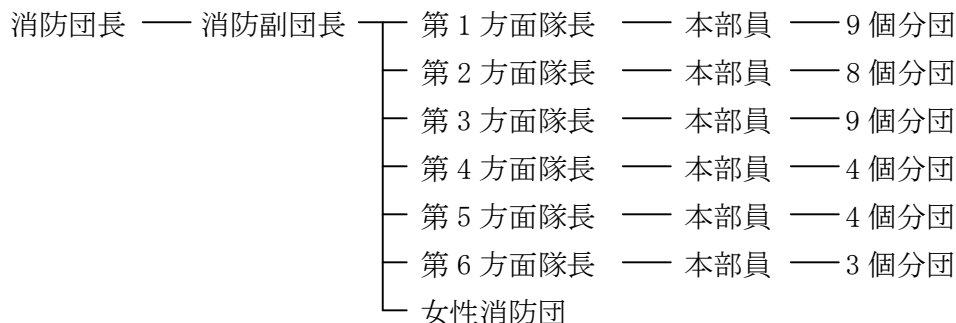 消防団長 消防副団長 第1方面隊長 本部員 9個分団
第2方面隊長 本部員 8個分団
第3方面隊長 本部員 9個分団
第4方面隊長 本部員 4個分団
第5方面隊長 本部員 4個分団
第6方面隊長 本部員 3個分団
女性消防団